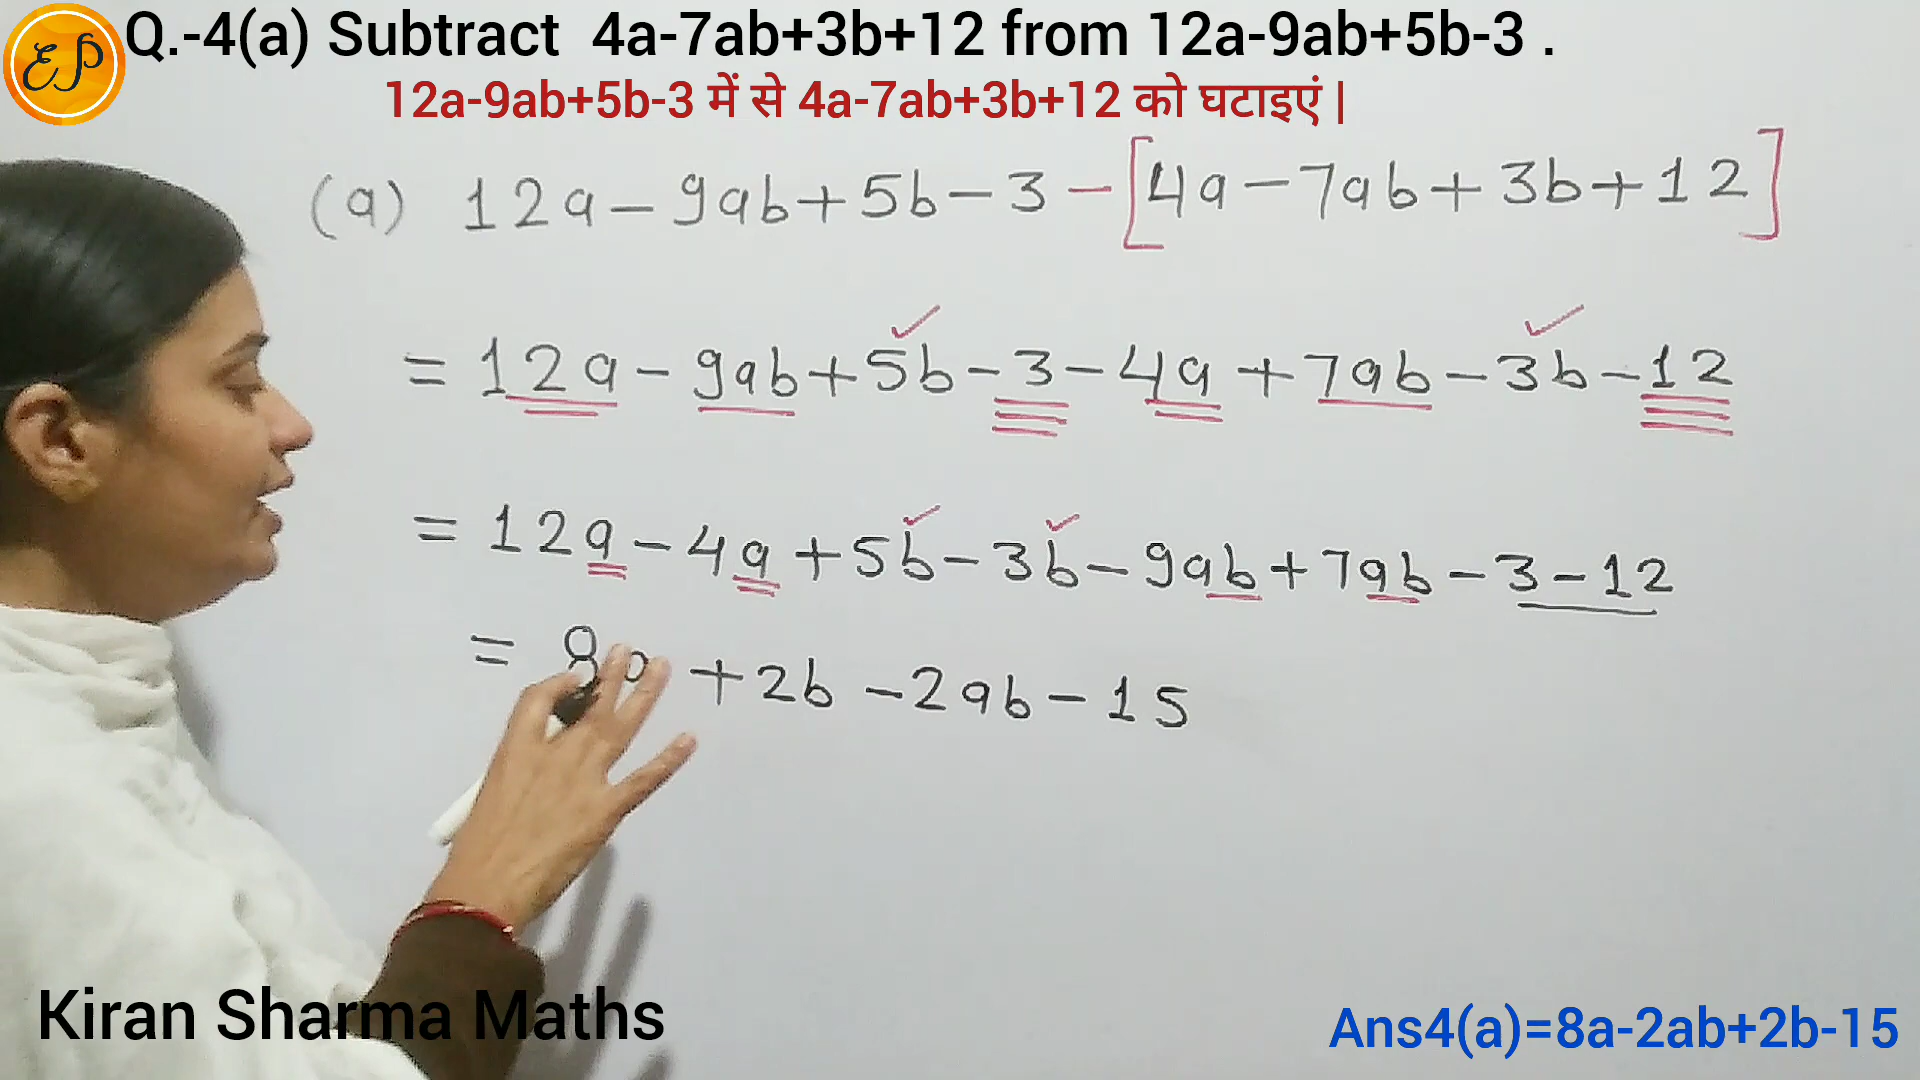 EP
Q.-4(a) Subtract 4a-7ab+3b+12 from 12a-9ab+5b-3 .
12a-9ab+5b-3 में से 4a-7ab+3b+12 को घटाइएं |
(a) 12a - 9ab + 5b - 3 - [4a - 7ab + 3b + 12]
= 12a - 9ab + 5b - 3 - 4a + 7ab - 3b - 12
= 12a - 4a + 5b - 3b - 9ab + 7ab - 3 - 12
= 8a + 2b - 2ab - 15
Kiran Sharma Maths
Ans4(a)=8a-2ab+2b-15